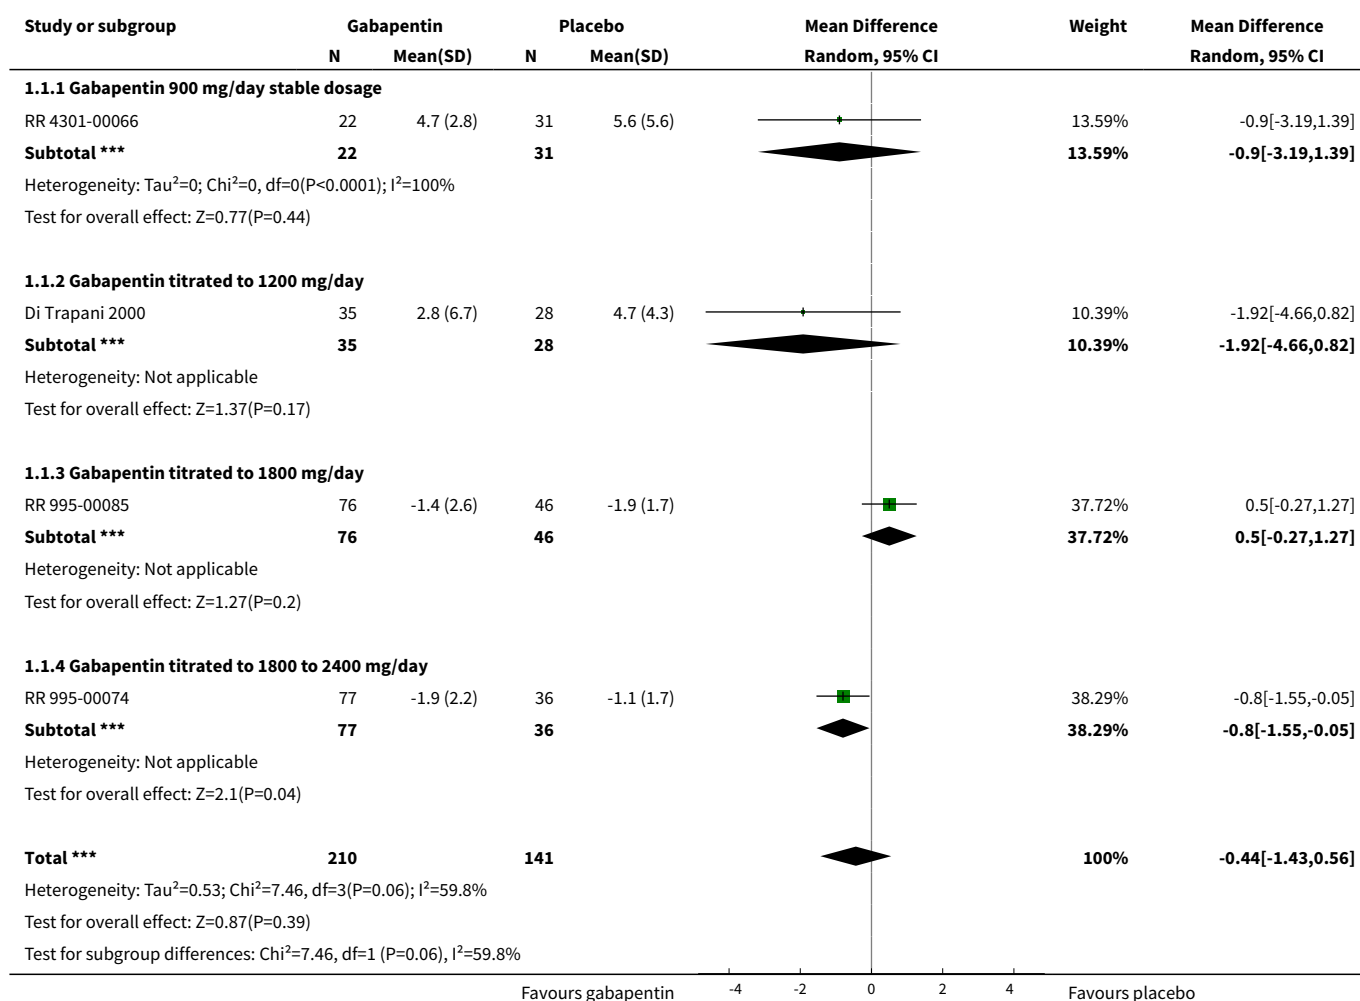 Study or subgroup Gabapentin Placebo Mean Difference Weight Mean Difference
N Mean(SD) N Mean(SD) Random, 95% CI Random, 95% CI
1.1.1 Gabapentin 900 mg/day stable dosage
RR 4301-00066 22 4.7 (2.8) 31 5.6 (5.6) 13.59% -0.9[-3.19,1.39]
Subtotal *** 22 31 13.59% -0.9[-3.19,1.39]
Heterogeneity: Tau²=0; Chi²=0, df=0(P<0.0001); I²=100%
Test for overall effect: Z=0.77(P=0.44)
1.1.2 Gabapentin titrated to 1200 mg/day
Di Trapani 2000 35 2.8 (6.7) 28 4.7 (4.3) 10.39% -1.92[-4.66,0.82]
Subtotal *** 35 28 10.39% -1.92[-4.66,0.82]
Heterogeneity: Not applicable
Test for overall effect: Z=1.37(P=0.17)
1.1.3 Gabapentin titrated to 1800 mg/day
RR 995-00085 76 -1.4 (2.6) 46 -1.9 (1.7) 37.72% 0.5[-0.27,1.27]
Subtotal *** 76 46 37.72% 0.5[-0.27,1.27]
Heterogeneity: Not applicable
Test for overall effect: Z=1.27(P=0.2)
1.1.4 Gabapentin titrated to 1800 to 2400 mg/day
RR 995-00074 77 -1.9 (2.2) 36 -1.1 (1.7) 38.29% -0.8[-1.55,-0.05]
Subtotal *** 77 36 38.29% -0.8[-1.55,-0.05]
Heterogeneity: Not applicable
Test for overall effect: Z=2.1(P=0.04)
Total *** 210 141 100% -0.44[-1.43,0.56]
Heterogeneity: Tau²=0.53; Chi²=7.46, df=3(P=0.06); I²=59.8%
Test for overall effect: Z=0.87(P=0.39)
Test for subgroup differences: Chi²=7.46, df=1 (P=0.06), I²=59.8%
Favours gabapentin -4 -2 0 2 4 Favours placebo